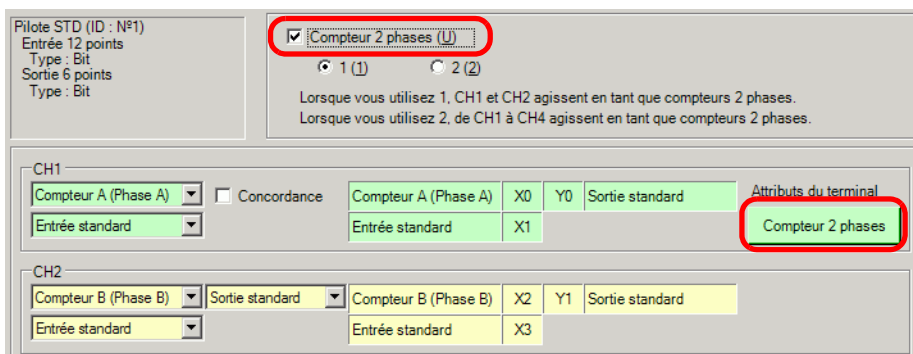 Pilote STD (ID : Nº1)
Entrée 12 points
Type : Bit
Sortie 6 points
Type : Bit
Compteur 2 phases (U)
1 (1) 2 (2)
Lorsque vous utilisez 1, CH1 et CH2 agissent en tant que compteurs 2 phases.
Lorsque vous utilisez 2, de CH1 à CH4 agissent en tant que compteurs 2 phases.
CH1
Compteur A (Phase A) Concordance Compteur A (Phase A) X0 Y0 Sortie standard Attributs du terminal
Entrée standard Entrée standard X1 Compteur 2 phases
CH2
Compteur B (Phase B) Sortie standard Compteur B (Phase B) X2 Y1 Sortie standard
Entrée standard Entrée standard X3